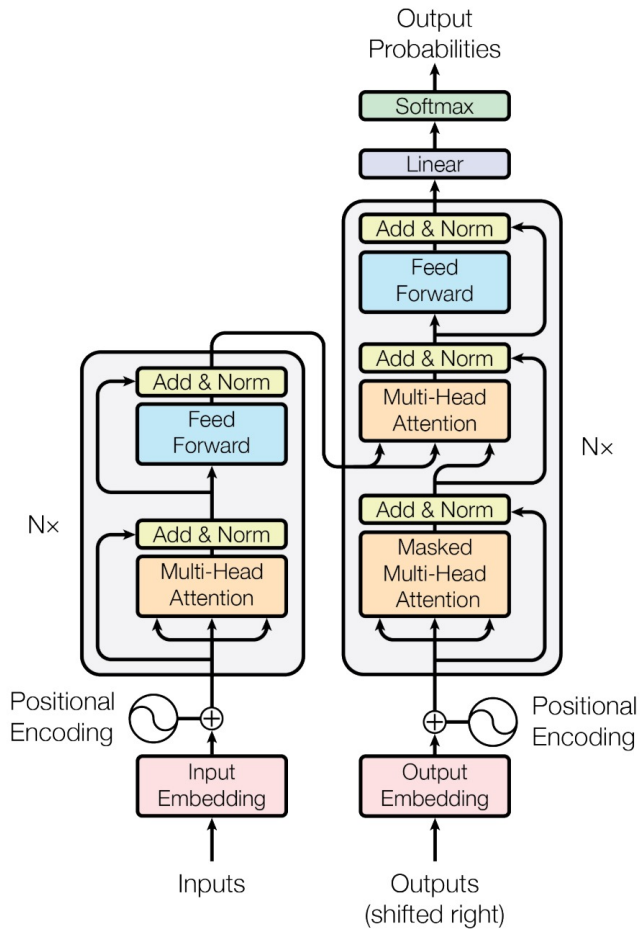 Output
Probabilities
Softmax
Linear
Add & Norm
Feed
Forward
Add & Norm
Multi-Head
Attention
Add & Norm
Masked
Multi-Head
Attention
N×
Add & Norm
Feed
Forward
Add & Norm
Multi-Head
Attention
N×
Positional
Encoding
Input
Embedding
Inputs
Positional
Encoding
Output
Embedding
Outputs
(shifted right)